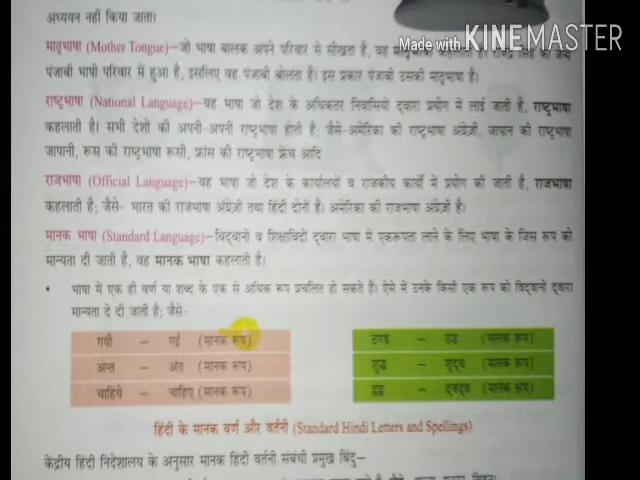 अध्ययन नहीं किया जाता।
Made with KINEMASTER
मातृभाषा (Mother Tongue)–जो भाषा बालक अपने परिवार से सीखता है, वह मातृभाषा कहलाती है। राजेंद्र सिंह का जन्म
पंजाबी भाषी परिवार में हुआ है, इसलिए वह पंजाबी बोलता है। इस प्रकार पंजाबी उसकी मातृभाषा है।
राष्ट्रभाषा (National Language)–वह भाषा जो देश के अधिकतर निवासियों द्वारा प्रयोग में लाई जाती है, राष्ट्रभाषा
कहलाती है। सभी देशों की अपनी-अपनी राष्ट्रभाषा होती है; जैसे-अमेरिका की राष्ट्रभाषा अंग्रेज़ी, जापान की राष्ट्रभाषा
जापानी, रूस की राष्ट्रभाषा रूसी, फ्रांस की राष्ट्रभाषा फ्रेंच आदि
राजभाषा (Official Language)–वह भाषा जो देश के कार्यालयों व राजकीय कार्यों में प्रयोग की जाती है, राजभाषा
कहलाती है; जैसे- भारत की राजभाषा अंग्रेज़ी तथा हिंदी दोनों हैं। अमेरिका की राजभाषा अंग्रेज़ी है।
मानक भाषा (Standard Language)–विद्वानों व शिक्षाविदों द्वारा भाषा में एकरूपता लाने के लिए भाषा के जिस रूप को
मान्यता दी जाती है, वह मानक भाषा कहलाती है।
• भाषा में एक ही वर्ण या शब्द के एक से अधिक रूप प्रचलित हो सकते हैं। ऐसे में उनके किसी एक रूप को विद्वानों द्वारा
मान्यता दे दी जाती है; जैसे-
गयी – गई (मानक रूप) ठण्ड – ठंड (मानक रूप)
अन्त – अंत (मानक रूप) शुद्ध – शुद्ध (मानक रूप)
चाहिये – चाहिए (मानक रूप) द्वंद्व – द्वंद्व (मानक रूप)
हिंदी के मानक वर्ण और वर्तनी (Standard Hindi Letters and Spellings)
केंद्रीय हिंदी निदेशालय के अनुसार मानक हिंदी वर्तनी संबंधी प्रमुख बिंदु–